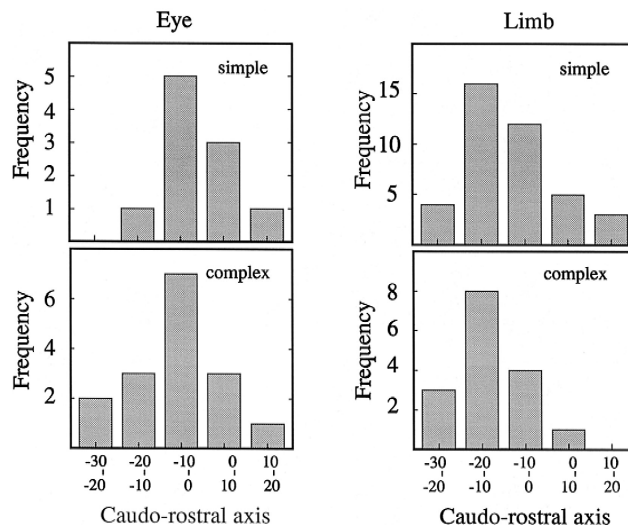 Eye
simple
Frequency
5
4
3
2
1
complex
Frequency
6
4
2
-30 -20 -10 0 10
-20 -10 0 10 20
Caudo-rostral axis
Limb
simple
Frequency
15
10
5
complex
Frequency
8
6
4
2
-30 -20 -10 0 10
-20 -10 0 10 20
Caudo-rostral axis